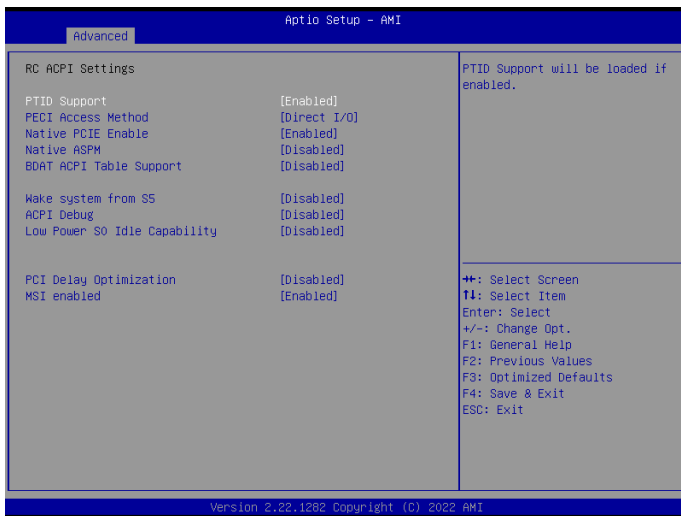 Aptio Setup – AMI
Advanced
RC ACPI Settings
PTID Support [Enabled]
PECI Access Method [Direct I/O]
Native PCIE Enable [Enabled]
Native ASPM [Disabled]
BDAT ACPI Table Support [Disabled]
Wake system from S5 [Disabled]
ACPI Debug [Disabled]
Low Power S0 Idle Capability [Disabled]
PCI Delay Optimization [Disabled]
MSI enabled [Enabled]
PTID Support will be loaded if
enabled.
→←: Select Screen
↑↓: Select Item
Enter: Select
+/-: Change Opt.
F1: General Help
F2: Previous Values
F3: Optimized Defaults
F4: Save & Exit
ESC: Exit
Version 2.22.1282 Copyright (C) 2022 AMI